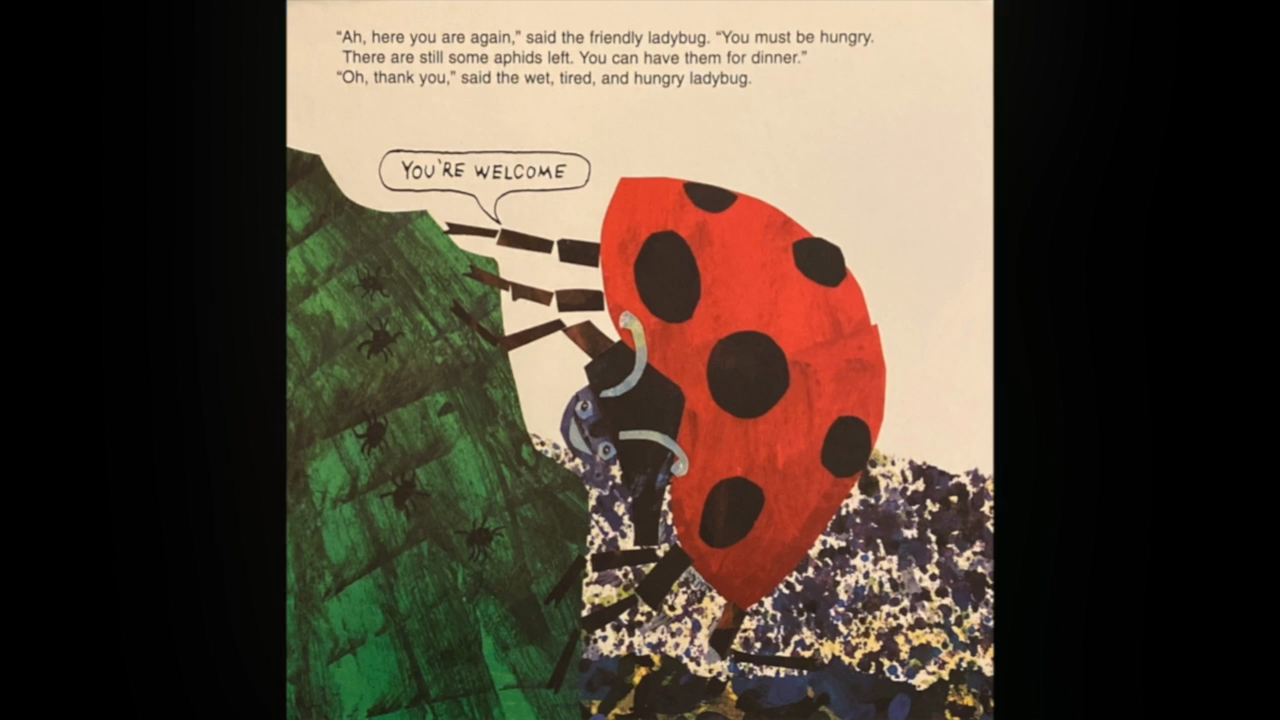 “Ah, here you are again,” said the friendly ladybug. “You must be hungry.
There are still some aphids left. You can have them for dinner.”
“Oh, thank you,” said the wet, tired, and hungry ladybug.
YOU'RE WELCOME